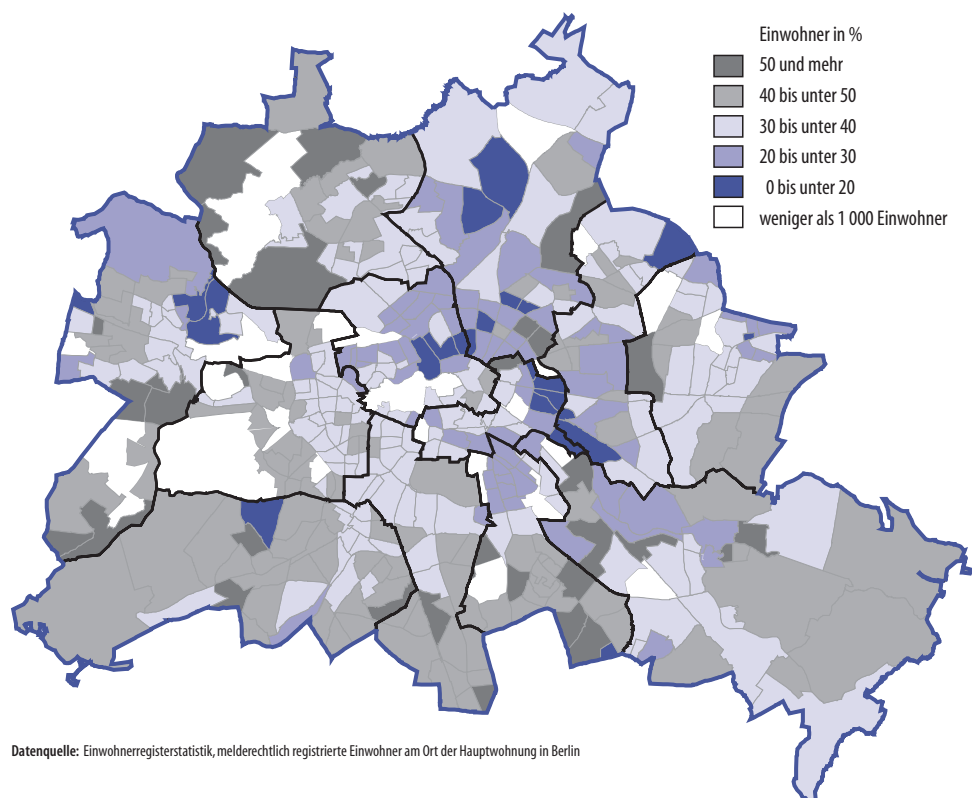 Einwohner in %
50 und mehr
40 bis unter 50
30 bis unter 40
20 bis unter 30
0 bis unter 20
weniger als 1 000 Einwohner
Datenquelle: Einwohnerregisterstatistik, melderechtlich registrierte Einwohner am Ort der Hauptwohnung in Berlin